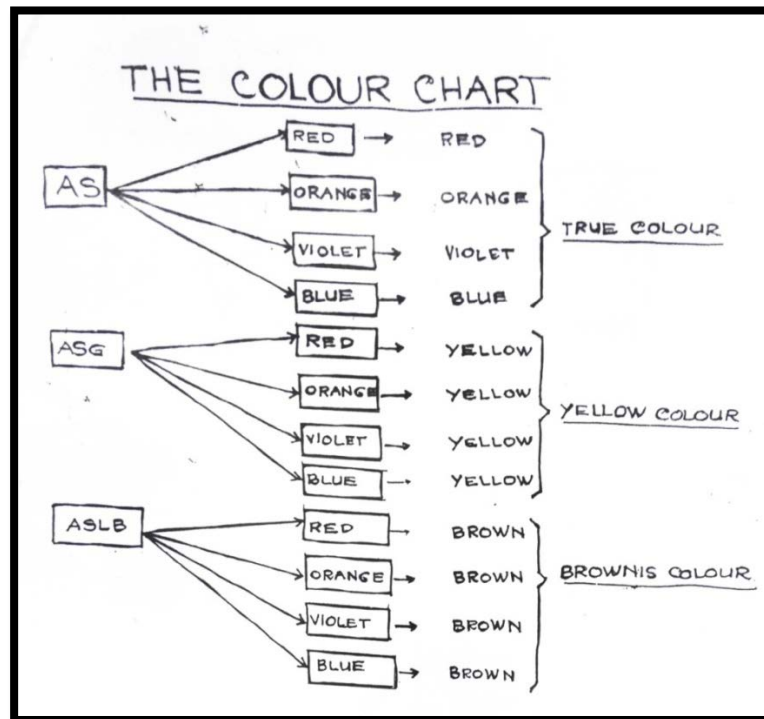 THE COLOUR CHART
AS
RED → RED
ORANGE → ORANGE
VIOLET → VIOLET
BLUE → BLUE
TRUE COLOUR
ASG
RED → YELLOW
ORANGE → YELLOW
VIOLET → YELLOW
BLUE → YELLOW
YELLOW COLOUR
ASLB
RED → BROWN
ORANGE → BROWN
VIOLET → BROWN
BLUE → BROWN
BROWNIS COLOUR